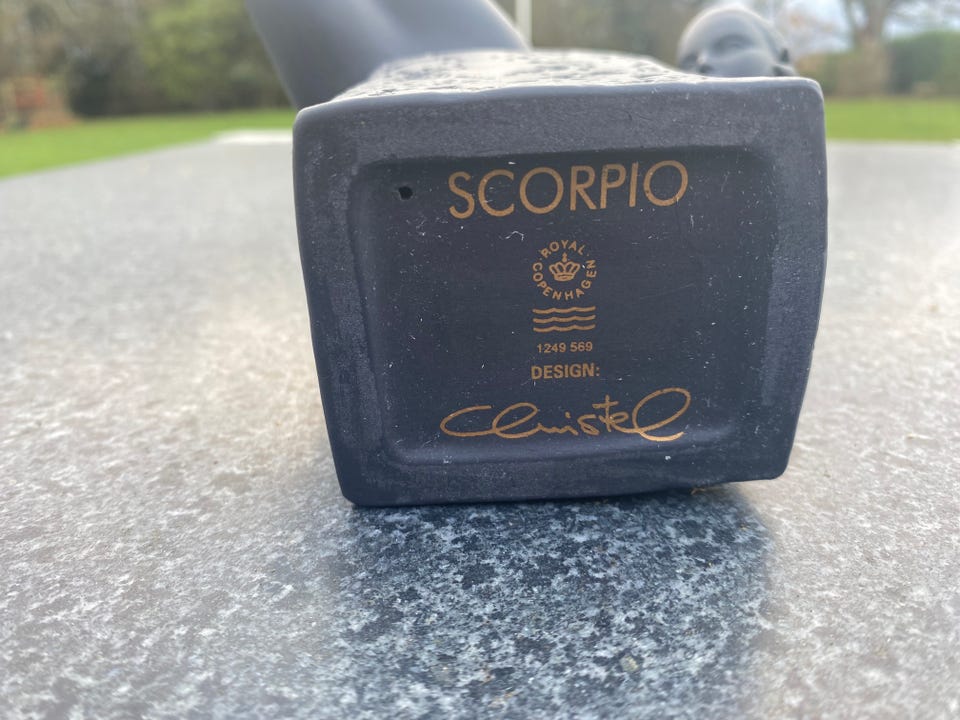 SCORPIO
ROYAL
COPENHAGEN
1249 569
DESIGN:
Christel